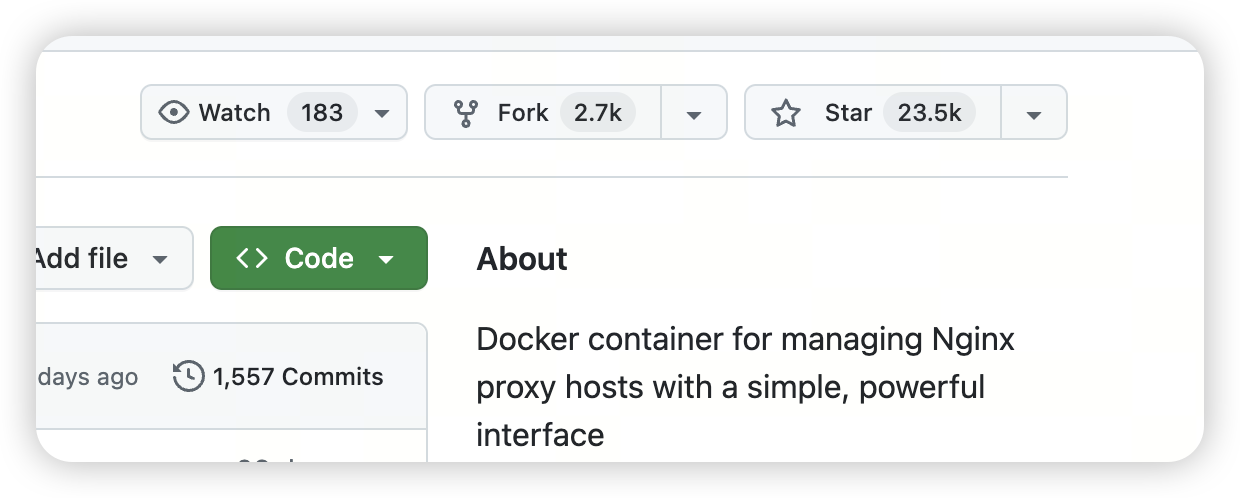 Watch 183 Fork 2.7k Star 23.5k
Add file Code
About
Docker container for managing Nginx
proxy hosts with a simple, powerful
interface
days ago 1,557 Commits